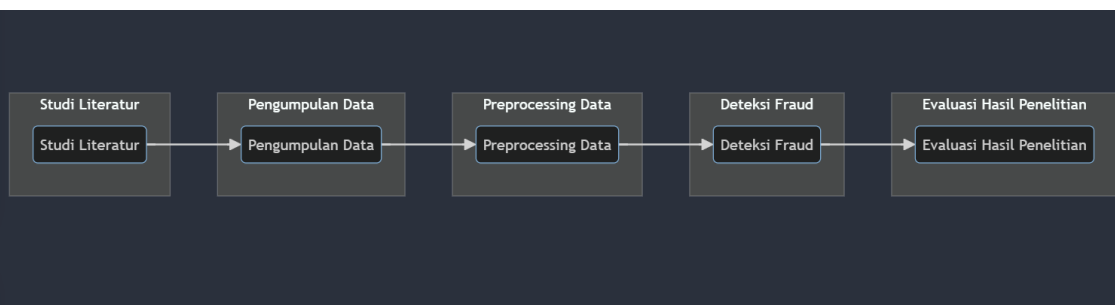 Studi Literatur
Pengumpulan Data
Preprocessing Data
Deteksi Fraud
Evaluasi Hasil Penelitian
Studi Literatur
Pengumpulan Data
Preprocessing Data
Deteksi Fraud
Evaluasi Hasil Penelitian